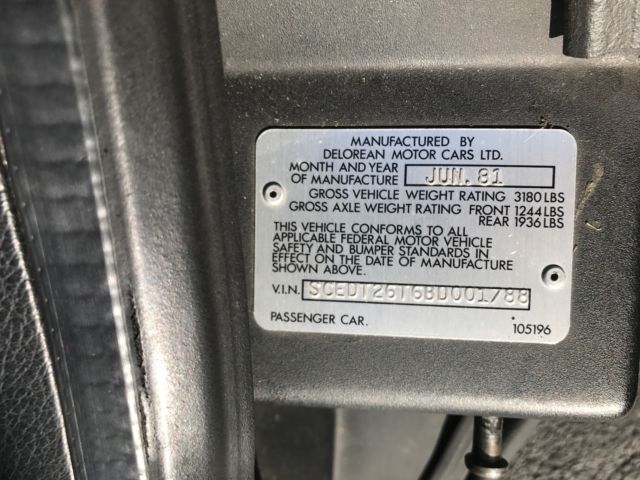 MANUFACTURED BY
DELOREAN MOTOR CARS LTD.
MONTH AND YEAR
OF MANUFACTURE JUN.81
GROSS VEHICLE WEIGHT RATING 3180 LBS
GROSS AXLE WEIGHT RATING FRONT 1244 LBS
REAR 1936 LBS
THIS VEHICLE CONFORMS TO ALL
APPLICABLE FEDERAL MOTOR VEHICLE
SAFETY AND BUMPER STANDARDS IN
EFFECT ON THE DATE OF MANUFACTURE
SHOWN ABOVE.
V.I.N. SCEDT26T6BD001788
PASSENGER CAR. 105196